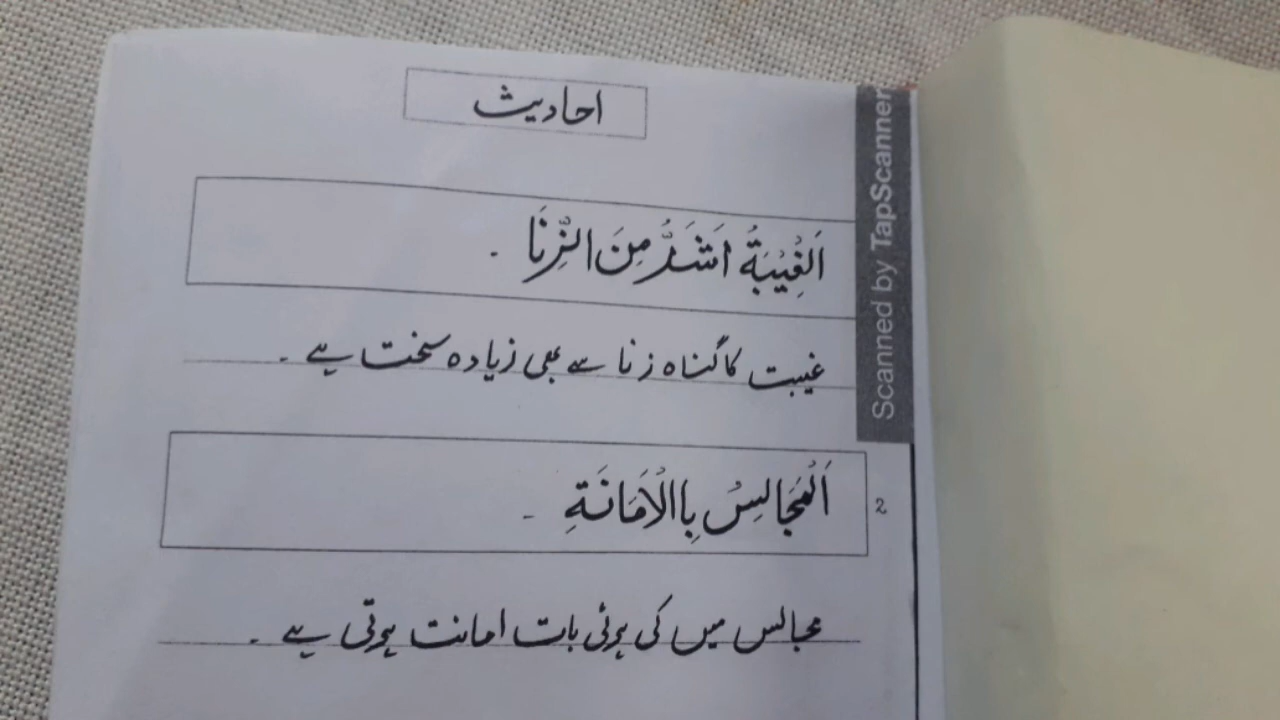 احادیث
اَلْغِیْبَةُ اَشَدُّ مِنَ الزِّنَا ۔
غیبت کا گناہ زنا سے بھی زیادہ سخت ہے ۔
2
اَلْمَجَالِسُ بِاالْاَمَانَةِ ۔
مجالس میں کی ہوئی بات امانت ہوتی ہے ۔
Scanned by TapScanner